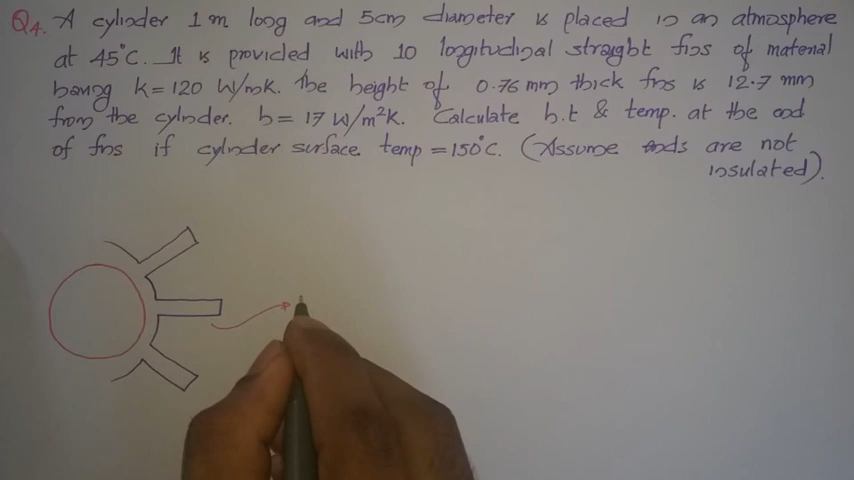 Q4. A cylinder 1m long and 5cm diameter is placed in an atmosphere
at 45°C. It is provided with 10 longitudinal straight fins of material
having k = 120 W/mK. The height of 0.76 mm thick fins is 12.7 mm
from the cylinder. h = 17 W/m²K. Calculate h.t & temp. at the end
of fins if cylinder surface temp = 150°C. (Assume ends are not
insulated).